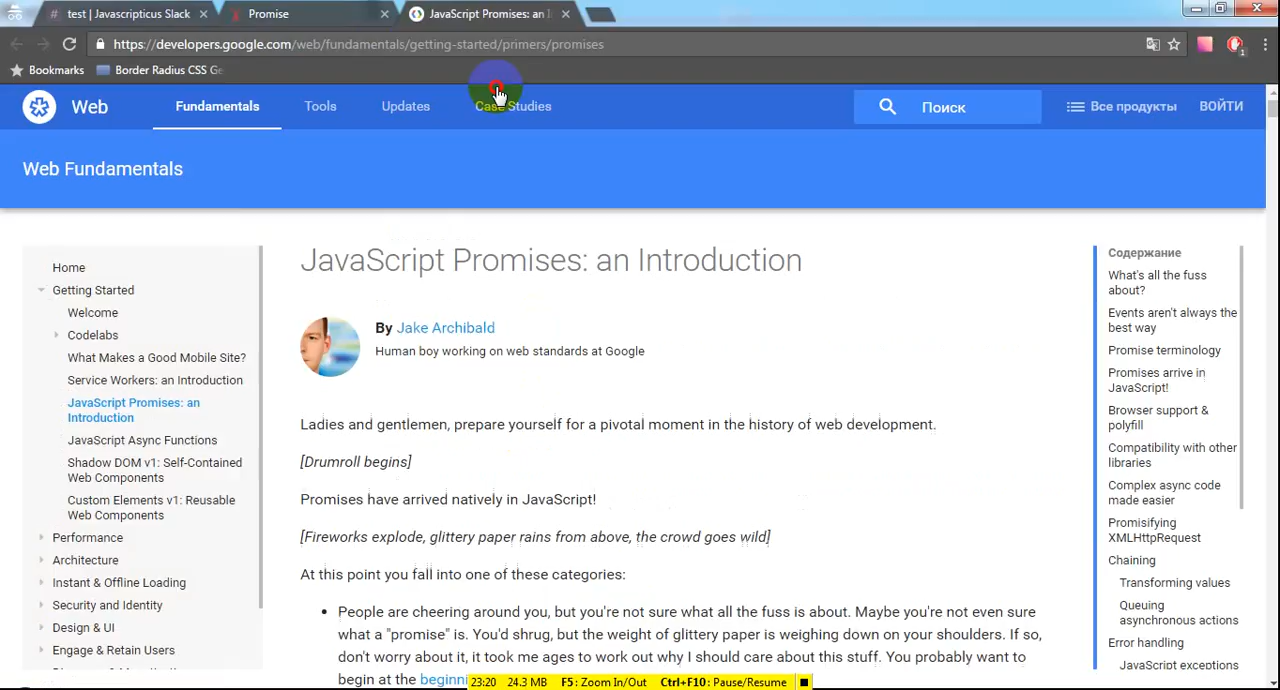 # test | Javascripticus Slack
Promise
JavaScript Promises: an I
https://developers.google.com/web/fundamentals/getting-started/primers/promises
Bookmarks
Border Radius CSS Ge
Web
Fundamentals
Tools
Updates
Case Studies
Поиск
Все продукты
ВОЙТИ
Web Fundamentals
Home
Getting Started
Welcome
Codelabs
What Makes a Good Mobile Site?
Service Workers: an Introduction
JavaScript Promises: an
Introduction
JavaScript Async Functions
Shadow DOM v1: Self-Contained
Web Components
Custom Elements v1: Reusable
Web Components
Performance
Architecture
Instant & Offline Loading
Security and Identity
Design & UI
Engage & Retain Users
JavaScript Promises: an Introduction
By Jake Archibald
Human boy working on web standards at Google
Ladies and gentlemen, prepare yourself for a pivotal moment in the history of web development.
[Drumroll begins]
Promises have arrived natively in JavaScript!
[Fireworks explode, glittery paper rains from above, the crowd goes wild]
At this point you fall into one of these categories:
• People are cheering around you, but you're not sure what all the fuss is about. Maybe you're not even sure
what a "promise" is. You'd shrug, but the weight of glittery paper is weighing down on your shoulders. If so,
don't worry about it, it took me ages to work out why I should care about this stuff. You probably want to
begin at the beginni
Содержание
What's all the fuss
about?
Events aren't always the
best way
Promise terminology
Promises arrive in
JavaScript!
Browser support &
polyfill
Compatibility with other
libraries
Complex async code
made easier
Promisifying
XMLHttpRequest
Chaining
Transforming values
Queuing
asynchronous actions
Error handling
JavaScript exceptions
23:20 24.3 MB F5: Zoom In/Out Ctrl+F10: Pause/Resume